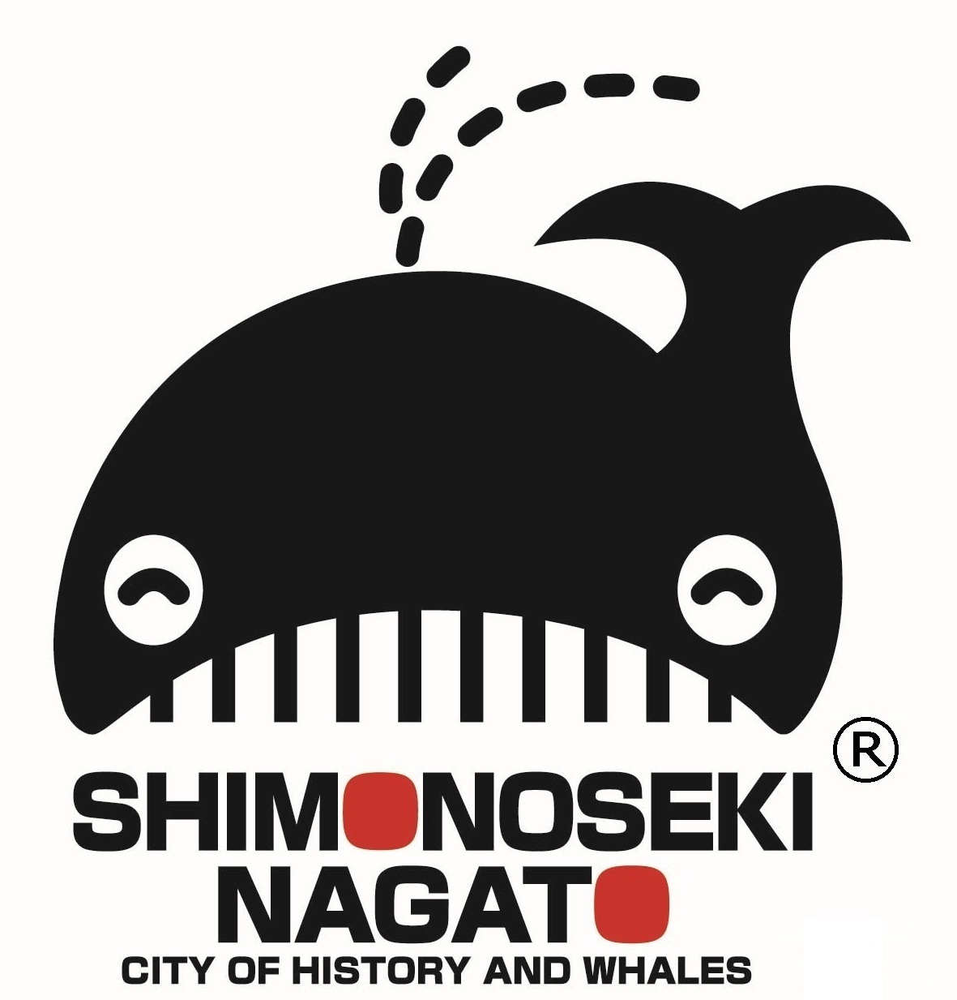 ®
SHIMONOSEKI
NAGATO
CITY OF HISTORY AND WHALES